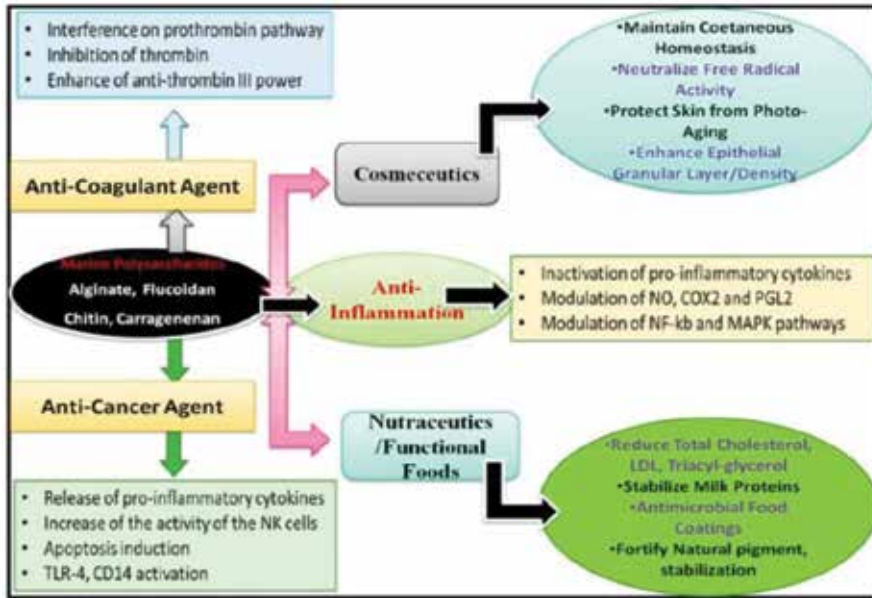 • Interference on prothrombin pathway
• Inhibition of thrombin
• Enhance of anti-thrombin III power
Anti-Coagulant Agent
Marine Polysaccharides
Alginate, Flucoldan
Chitin, Carragenenan
Anti-Cancer Agent
• Release of pro-inflammatory cytokines
• Increase of the activity of the NK cells
• Apoptosis induction
• TLR-4, CD14 activation
Cosmeceutics
•Maintain Coetaneous
Homeostasis
•Neutralize Free Radical
Activity
•Protect Skin from Photo-
Aging
•Enhance Epithelial
Granular Layer/Density
Anti-
Inflammation
• Inactivation of pro-inflammatory cytokines
• Modulation of NO, COX2 and PGL2
• Modulation of NF-kb and MAPK pathways
Nutraceutics
/Functional
Foods
•Reduce Total Cholesterol,
LDL, Triacyl-glycerol
•Stabilize Milk Proteins
•Antimicrobial Food
Coatings
•Fortify Natural pigment,
stabilization